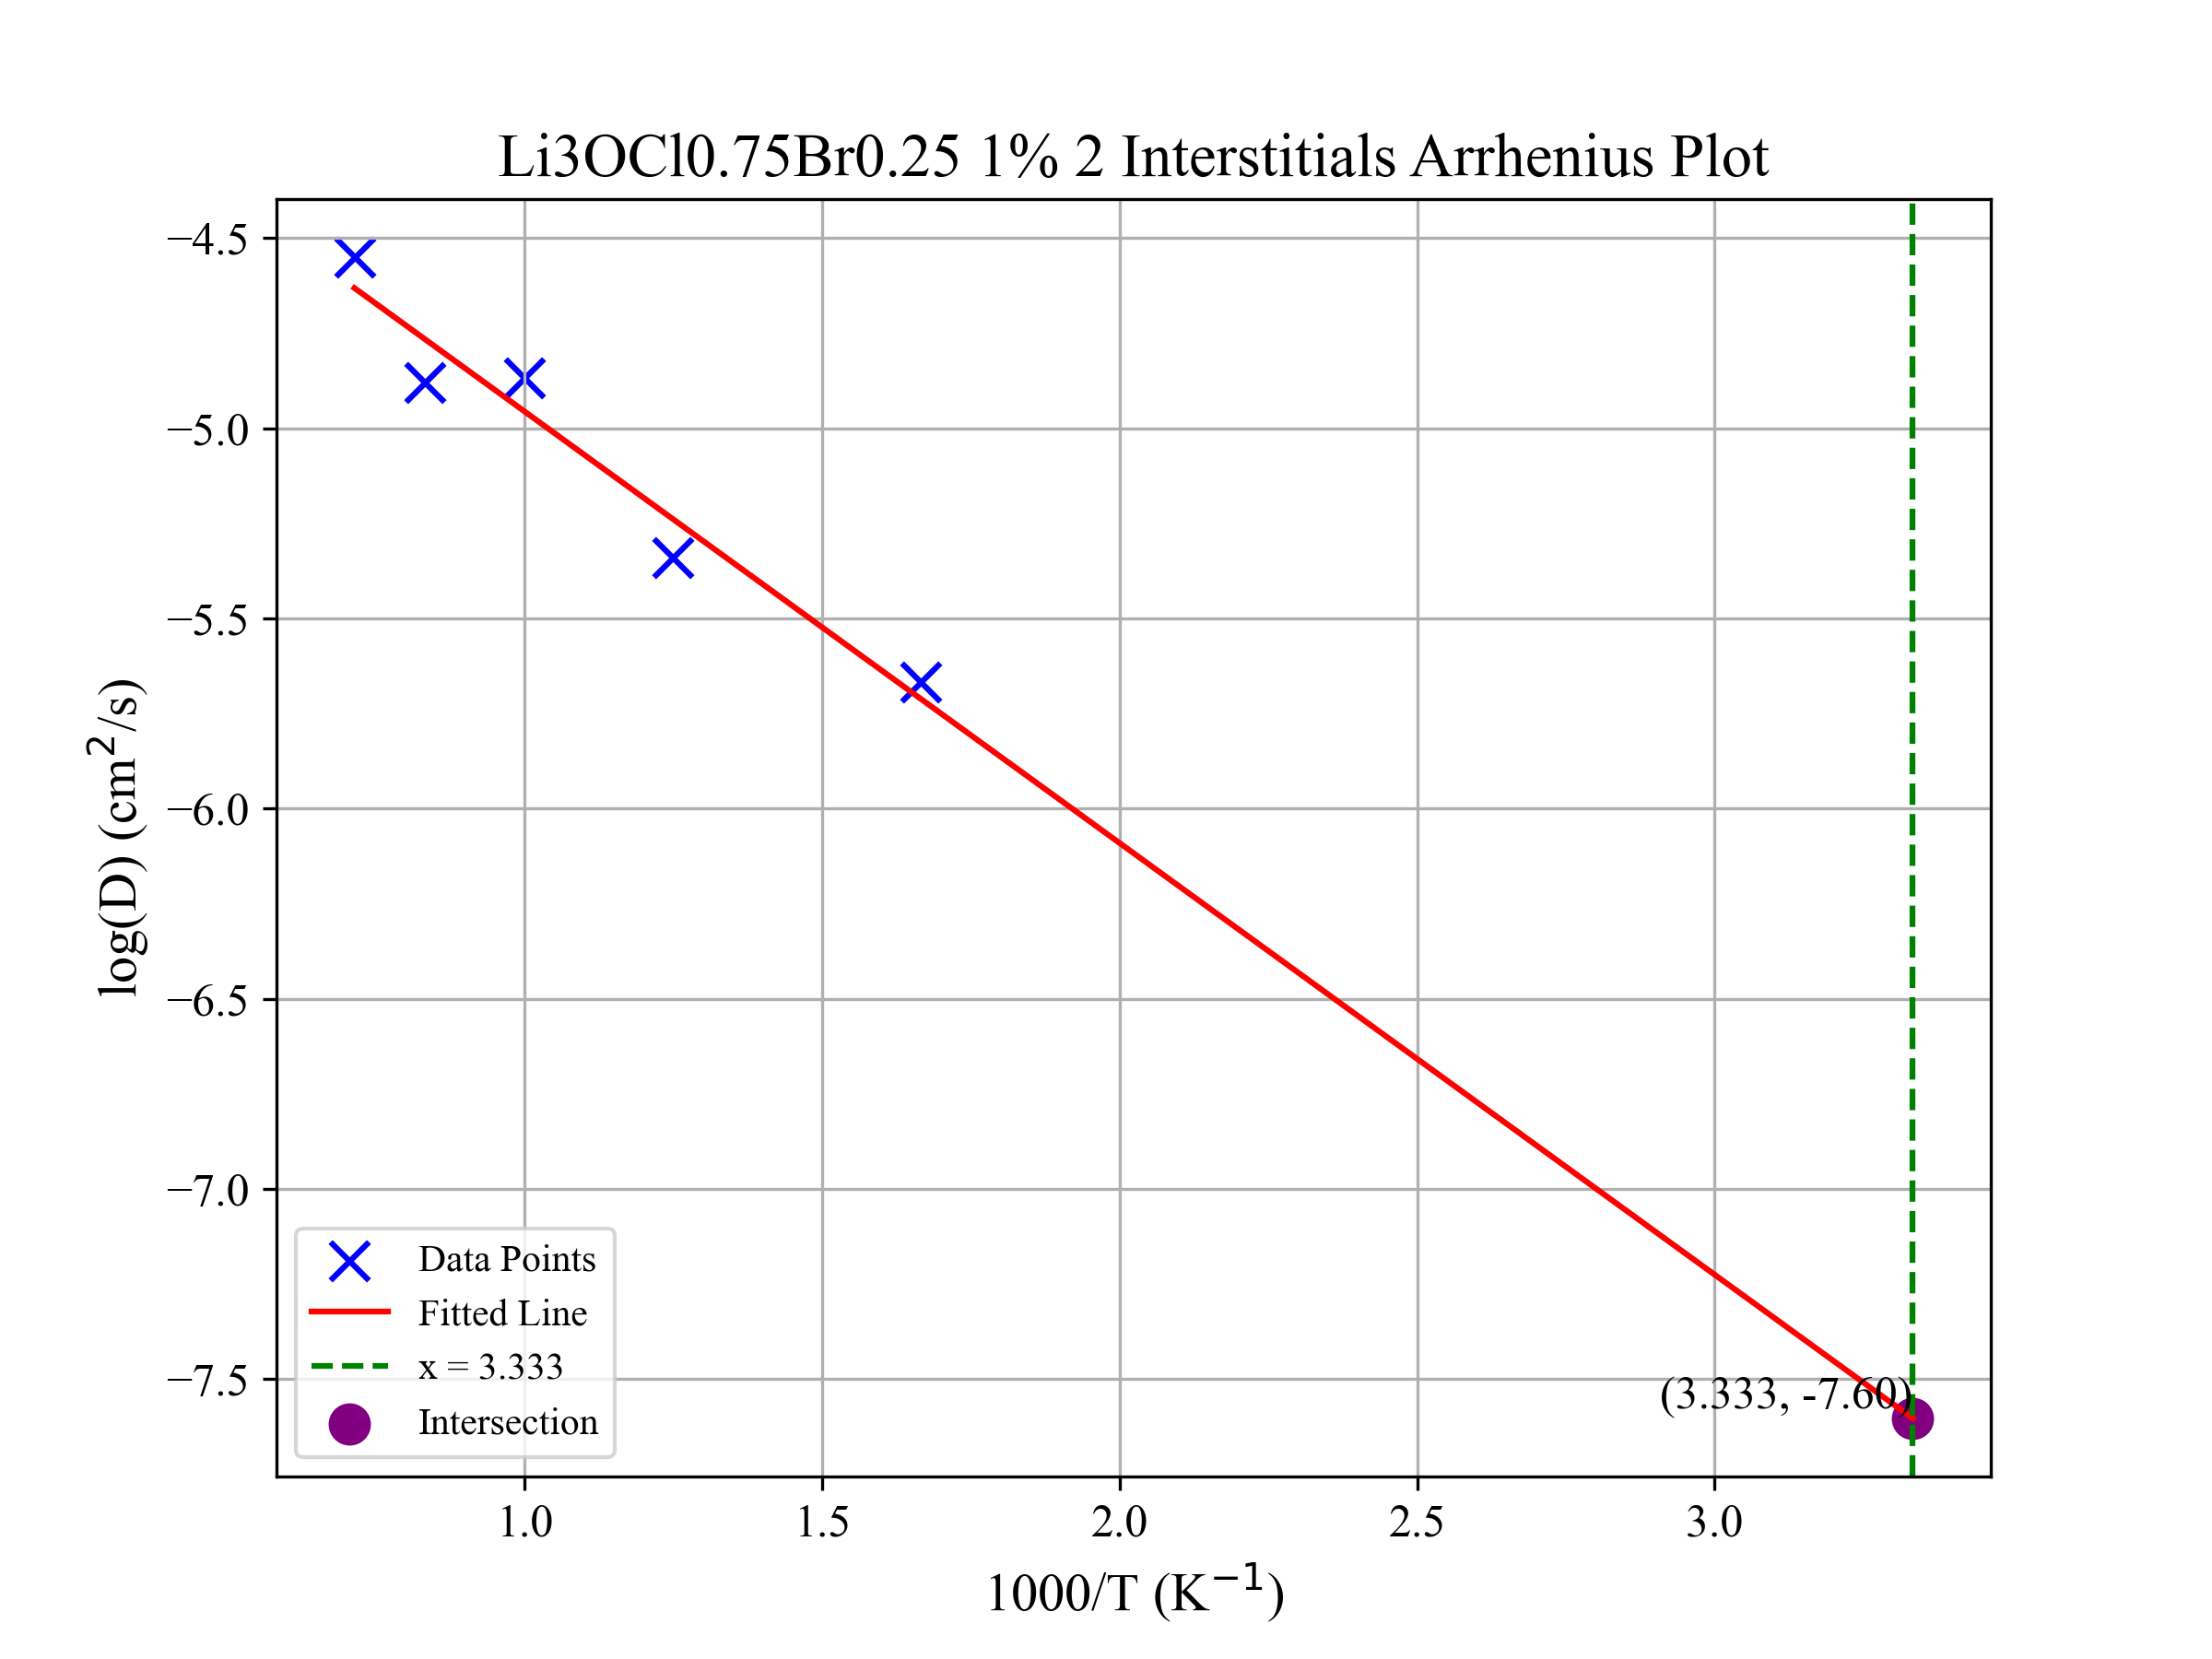 Li3OCl0.75Br0.25 1% 2 Interstitials Arrhenius Plot
log(D) (cm²/s)
−4.5
−5.0
−5.5
−6.0
−6.5
−7.0
−7.5
(3.333, -7.60)
Data Points
Fitted Line
x = 3.333
Intersection
1.0 1.5 2.0 2.5 3.0
1000/T (K⁻¹)